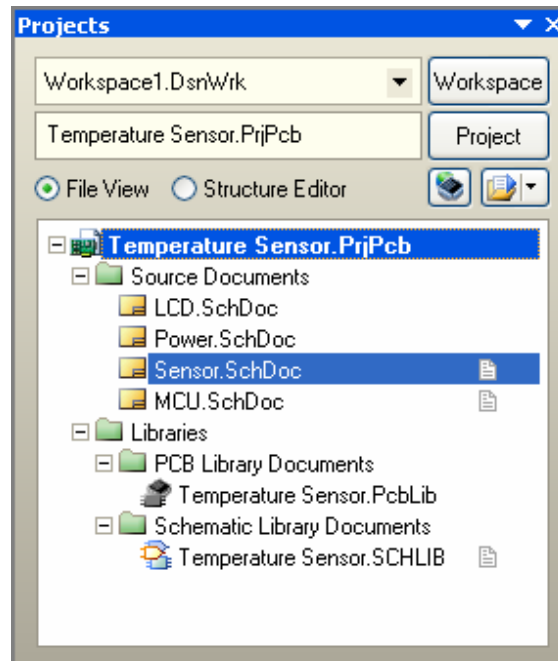 Projects
Workspace1.DsnWrk
Workspace
Temperature Sensor.PrjPcb
Project
File View
Structure Editor
Temperature Sensor.PrjPcb
Source Documents
LCD.SchDoc
Power.SchDoc
Sensor.SchDoc
MCU.SchDoc
Libraries
PCB Library Documents
Temperature Sensor.PcbLib
Schematic Library Documents
Temperature Sensor.SCHLIB